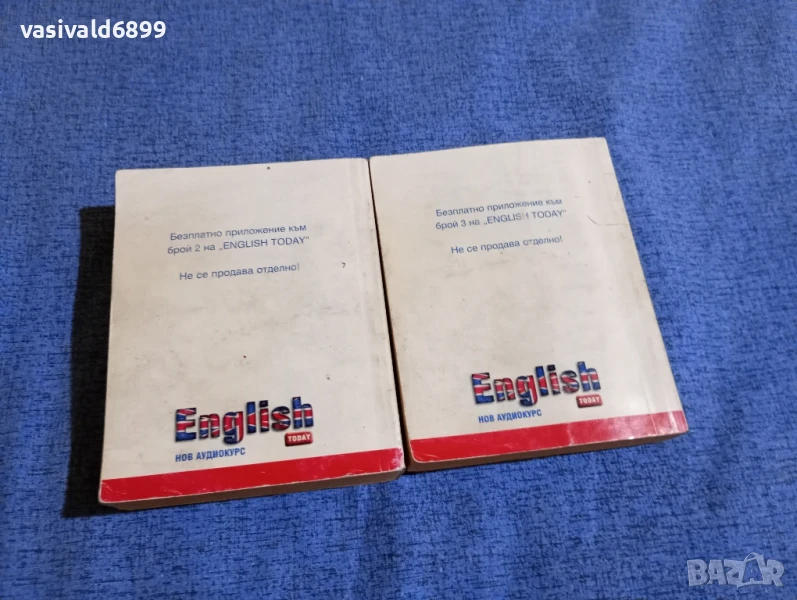 vasivald6899
Безплатно приложение към
брой 2 на „ENGLISH TODAY"
Не се продава отделно!
English
TODAY
НОВ АУДИОКУРС
Безплатно приложение към
брой 3 на „ENGLISH TODAY"
Не се продава отделно!
English
TODAY
НОВ АУДИОКУРС
BAZAR